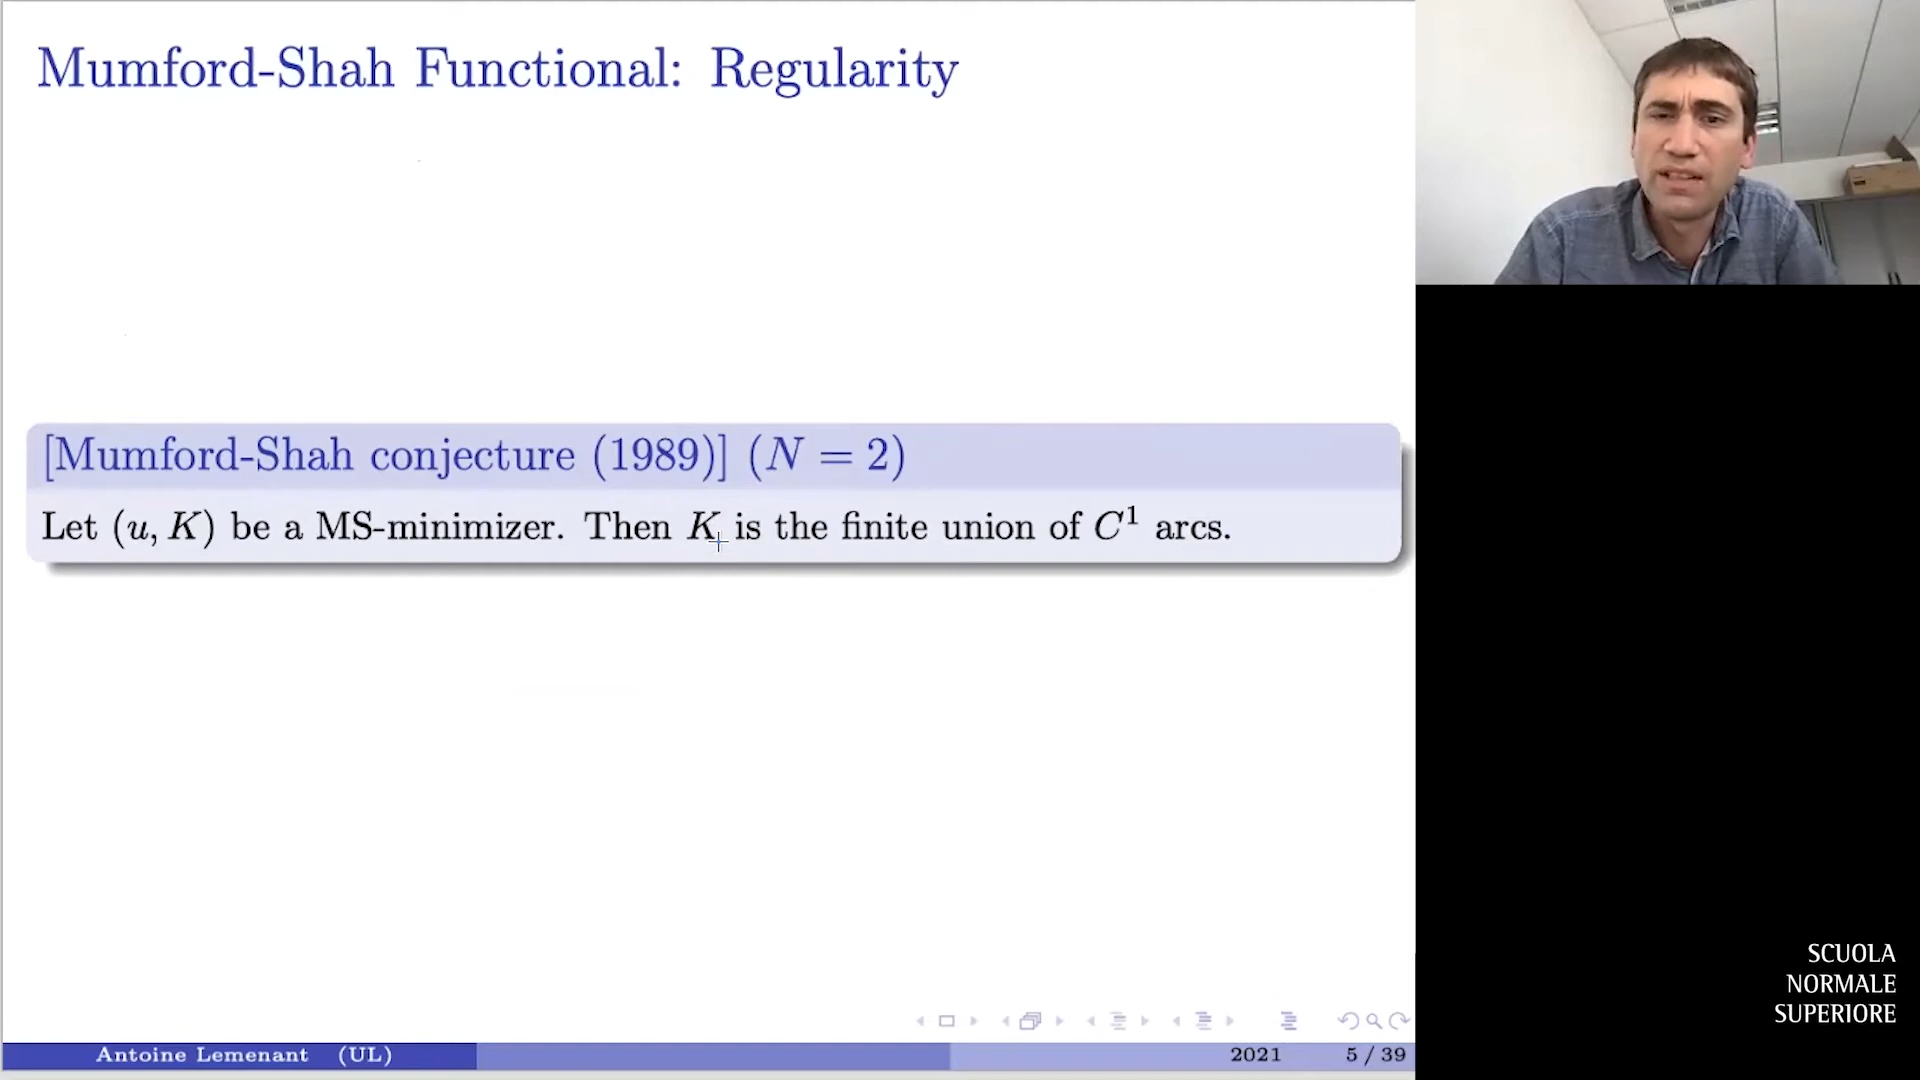 Mumford-Shah Functional: Regularity
[Mumford-Shah conjecture (1989)] (N = 2)
Let (u, K) be a MS-minimizer. Then K is the finite union of C¹ arcs.
Antoine Lemenant (UL)
2021
5 / 39
SCUOLA
NORMALE
SUPERIORE